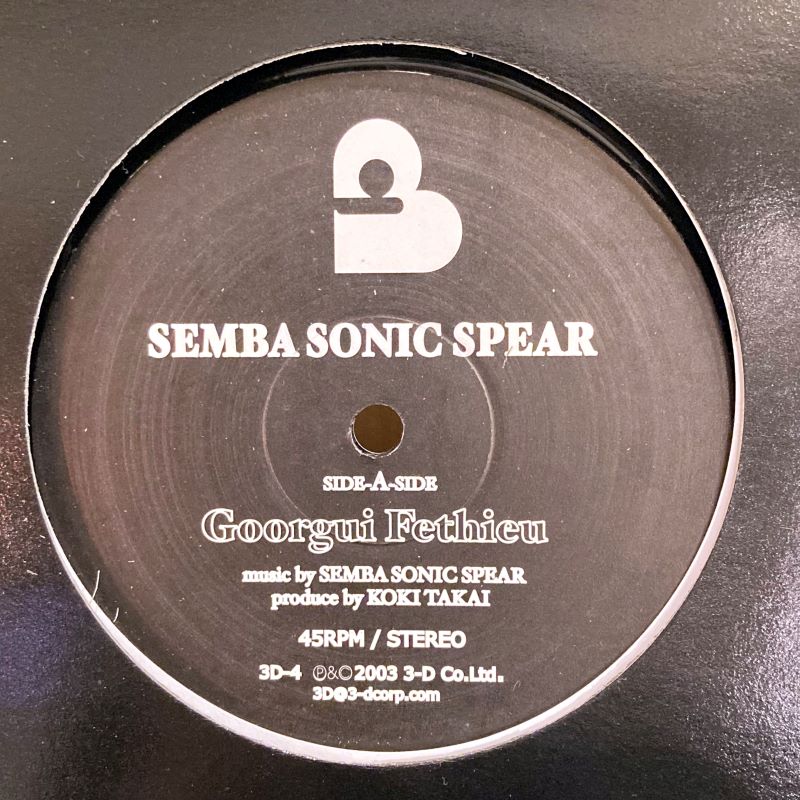 SEMBA SONIC SPEAR
SIDE-A-SIDE
Goorgui Fethieu
music by SEMBA SONIC SPEAR
produce by KOKI TAKAI
45RPM / STEREO
3D-4 ℗&©2003 3-D Co.Ltd.
3D@3-dcorp.com